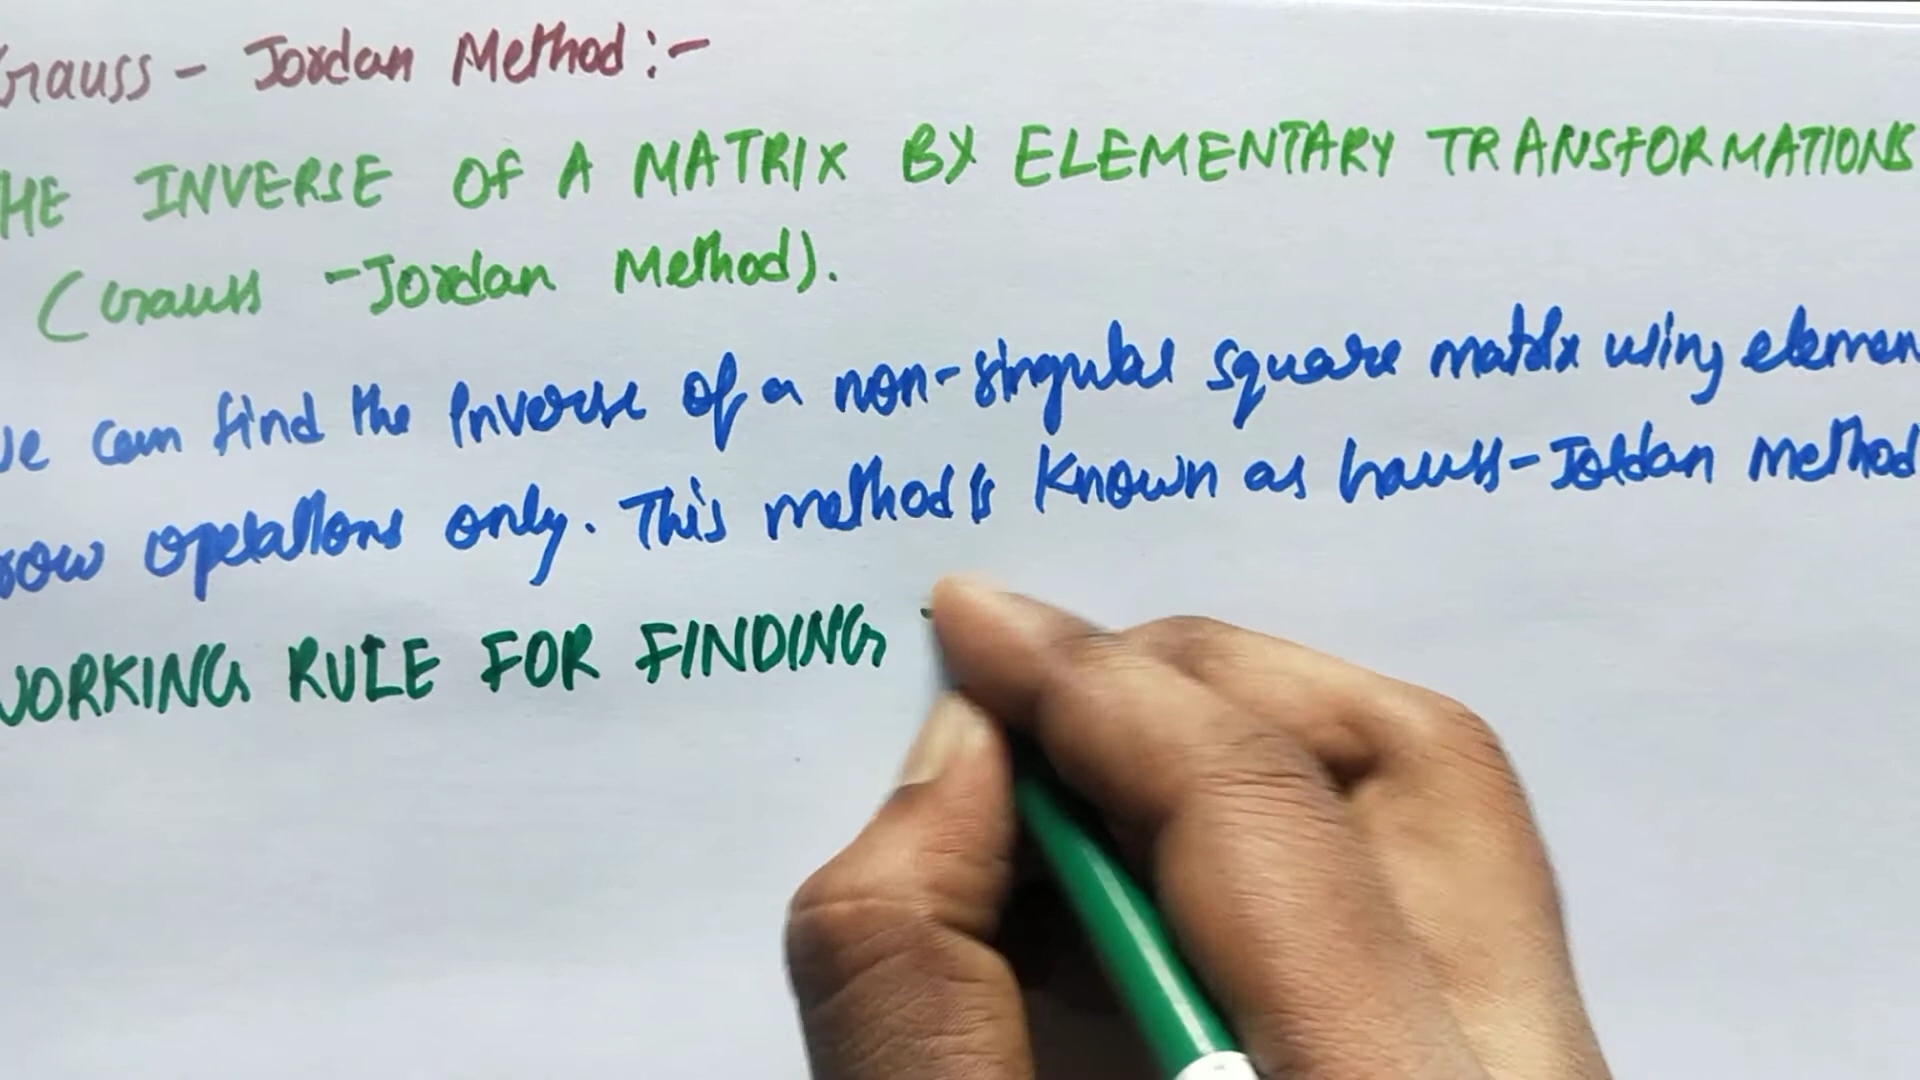 Gauss - Jordan Method :-
HE INVERSE OF A MATRIX BY ELEMENTARY TRANSFORMATIONS
(Gauss -Jordan Method).
we can find the Inverse of a non-singular square matrix using elemen
row operations only. This method is known as Gauss-Jordan Method
WORKING RULE FOR FINDING